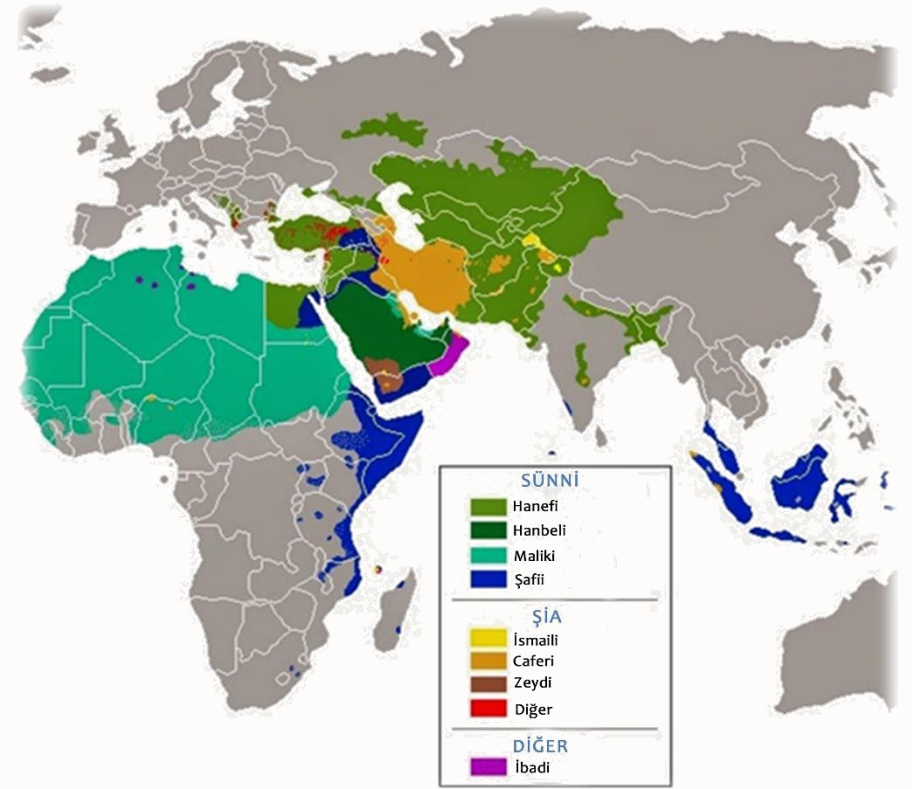 SÜNNİ
Hanefi
Hanbeli
Maliki
Şafii
ŞİA
İsmaili
Caferi
Zeydi
Diğer
DİĞER
İbadi